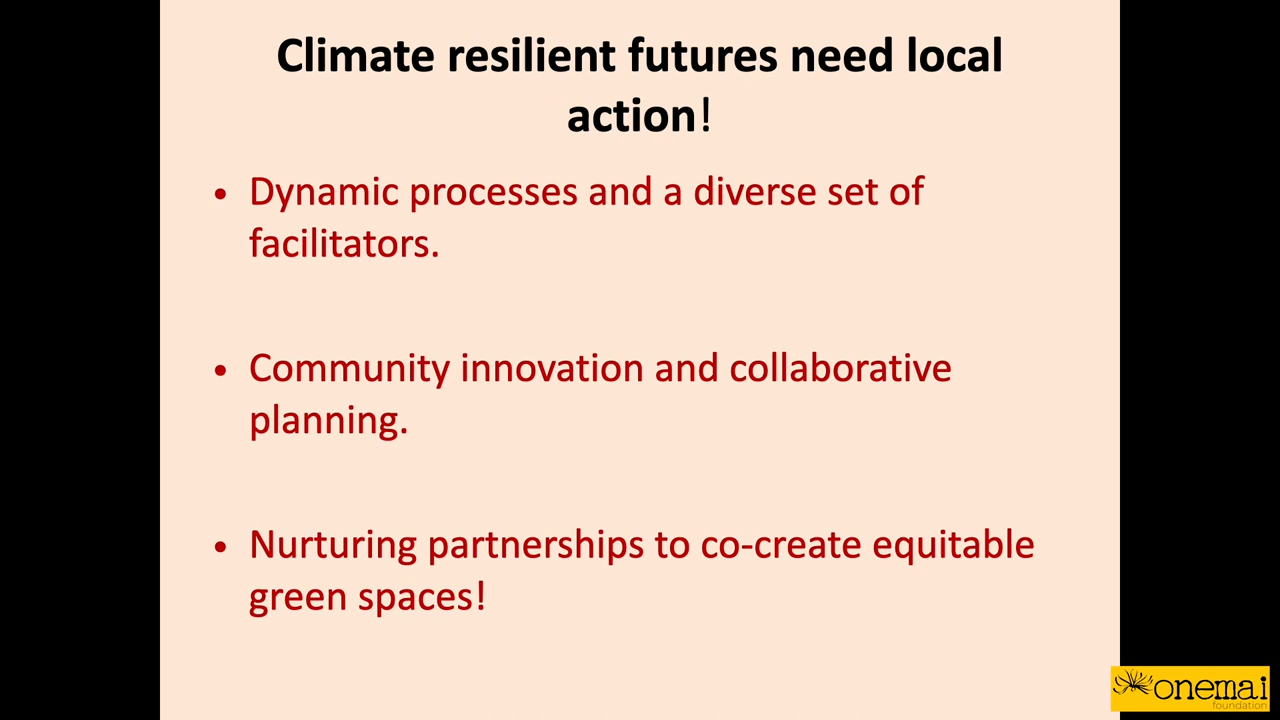 Climate resilient futures need local
action!
• Dynamic processes and a diverse set of
facilitators.
• Community innovation and collaborative
planning.
• Nurturing partnerships to co-create equitable
green spaces!
onemai
foundation